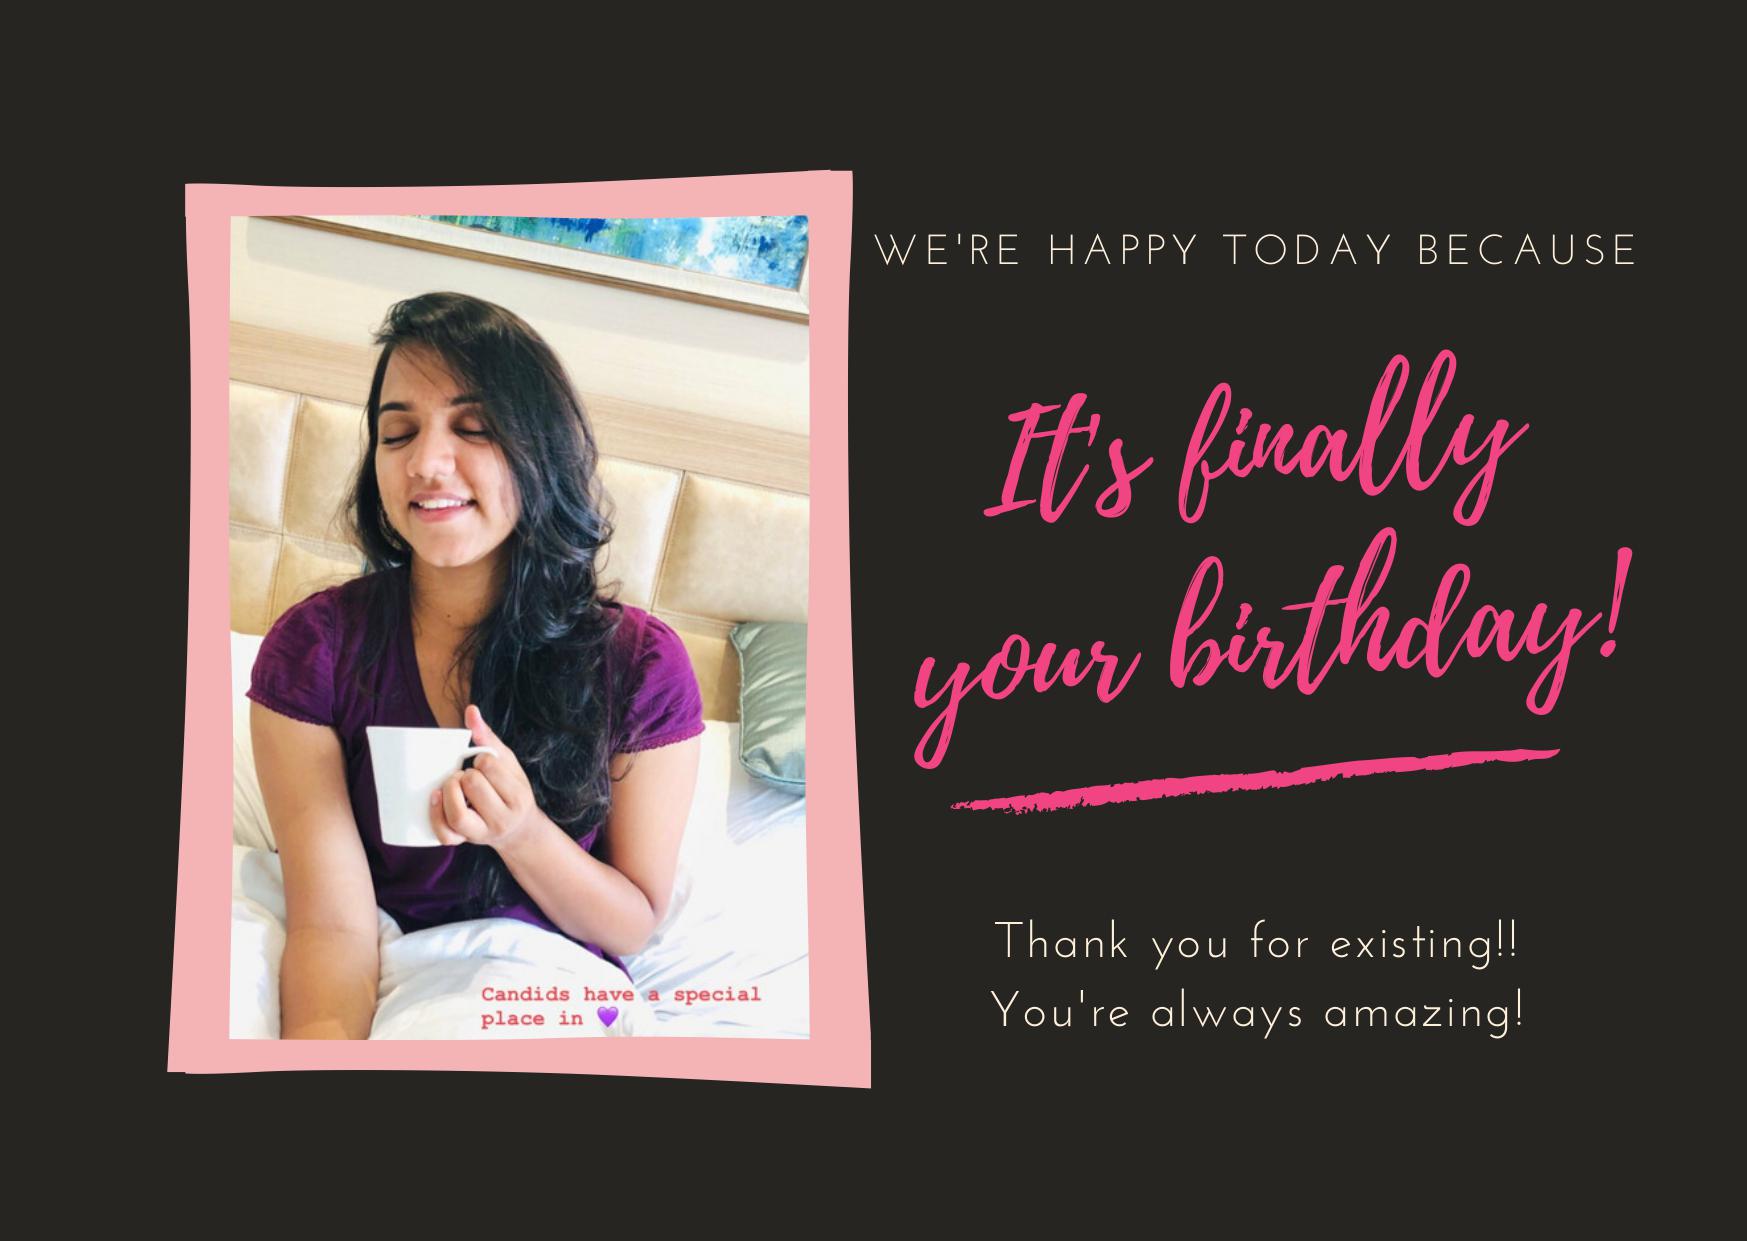 WE'RE HAPPY TODAY BECAUSE
It's finally
your birthday!
Thank you for existing!!
You're always amazing!
Candids have a special
place in 💜